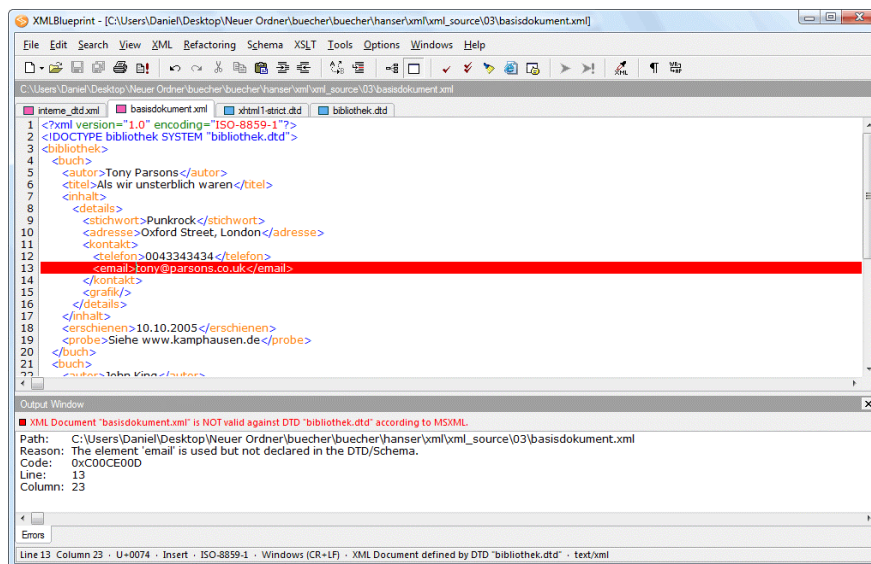 XMLBlueprint - [C:\Users\Daniel\Desktop\Neuer Ordner\buecher\buecher\hanser\xml\xml_source\03\basisdokument.xml]
File Edit Search View XML Refactoring Schema XSLT Tools Options Windows Help
XML
C:\Users\Daniel\Desktop\Neuer Ordner\buecher\buecher\hanser\xml\xml_source\03\basisdokument.xml
interne_dtd.xml basisdokument.xml xhtml1-strict.dtd bibliothek.dtd
1 <?xml version="1.0" encoding="ISO-8859-1"?>
2 <!DOCTYPE bibliothek SYSTEM "bibliothek.dtd">
3 <bibliothek>
4 <buch>
5 <autor>Tony Parsons</autor>
6 <titel>Als wir unsterblich waren</titel>
7 <inhalt>
8 <details>
9 <stichwort>Punkrock</stichwort>
10 <adresse>Oxford Street, London</adresse>
11 <kontakt>
12 <telefon>0043343434</telefon>
13 <email>tony@parsons.co.uk</email>
14 </kontakt>
15 <grafik/>
16 </details>
17 </inhalt>
18 <erschienen>10.10.2005</erschienen>
19 <probe>Siehe www.kamphausen.de</probe>
20 </buch>
21 <buch>
22 <autor>John King</autor>
Output Window
XML Document "basisdokument.xml" is NOT valid against DTD "bibliothek.dtd" according to MSXML.
Path: C:\Users\Daniel\Desktop\Neuer Ordner\buecher\buecher\hanser\xml\xml_source\03\basisdokument.xml
Reason: The element 'email' is used but not declared in the DTD/Schema.
Code: 0xC00CE00D
Line: 13
Column: 23
Errors
Line 13 Column 23 · U+0074 · Insert · ISO-8859-1 · Windows (CR+LF) · XML Document defined by DTD "bibliothek.dtd" · text/xml